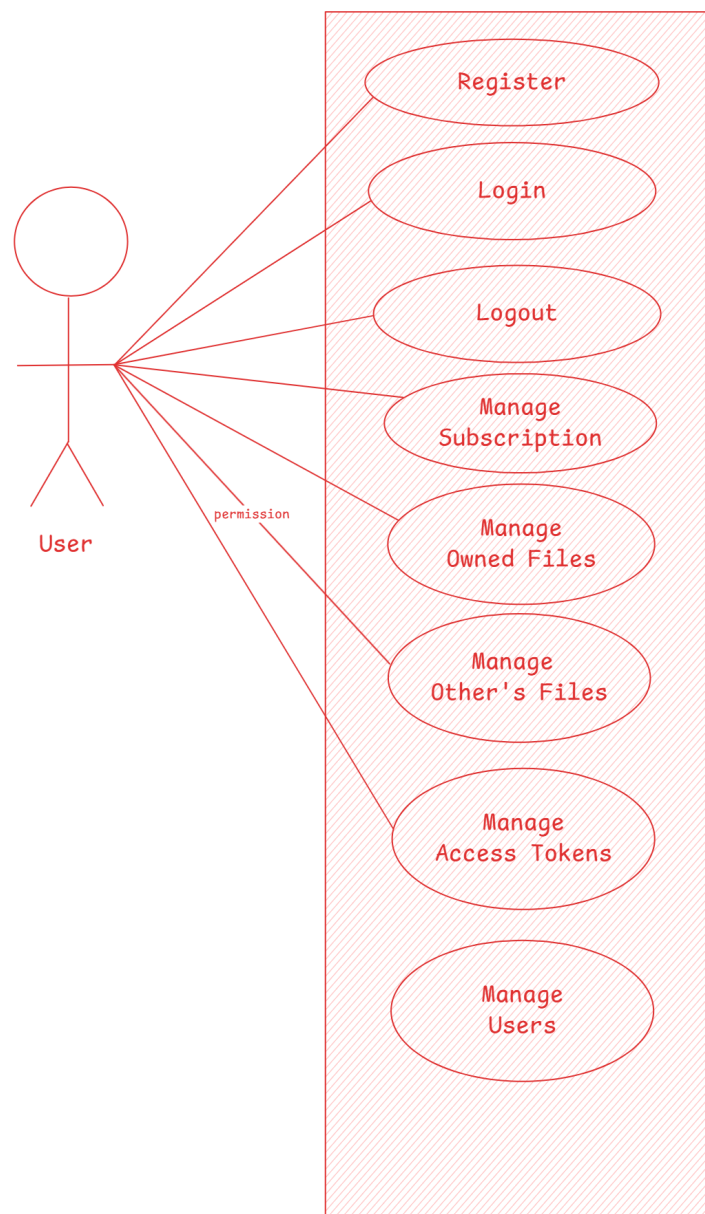 Register
Login
Logout
Manage
Subscription
permission
Manage
Owned Files
User
Manage
Other's Files
Manage
Access Tokens
Manage
Users